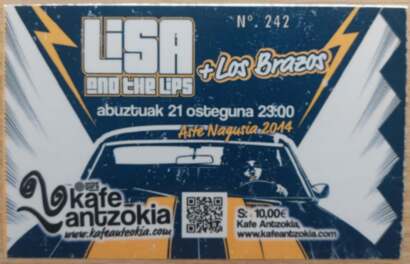 Nº. 242
LiSA
and the Lips
+ Los Brazos
abuztuak 21 osteguna 23:00
Aste Nagusia 2014
kafe
antzokia
www.kafeantzokia.com
S: 10,00€
Kafe Antzokia,
www.kafeantzokia.com